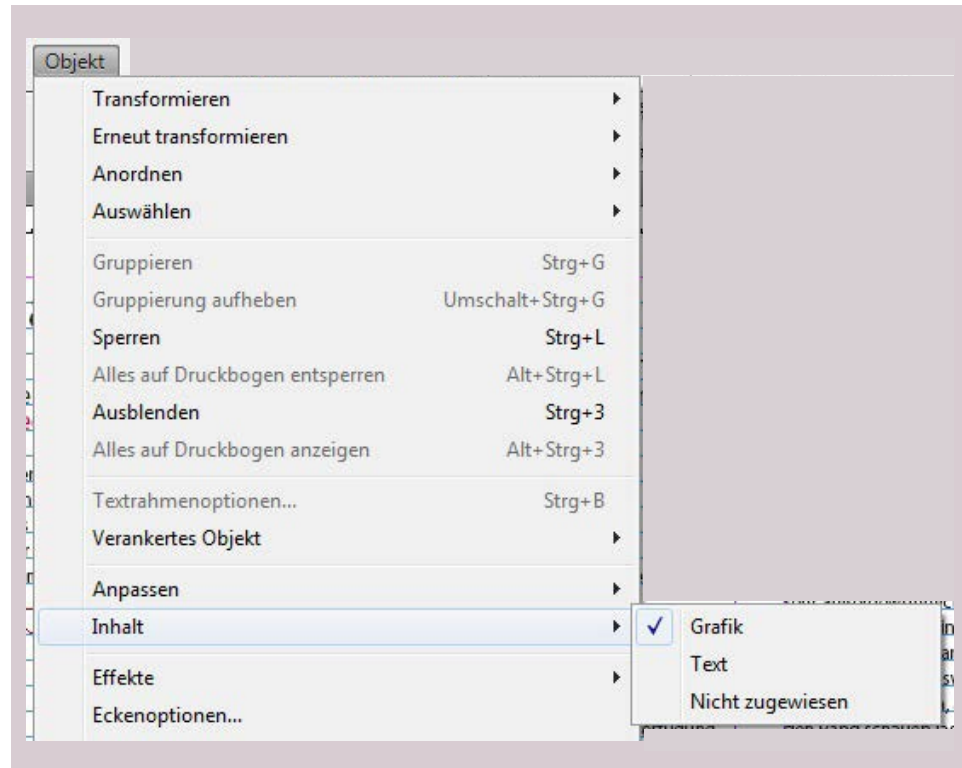 Objekt
Transformieren
Erneut transformieren
Anordnen
Auswählen
Gruppieren Strg+G
Gruppierung aufheben Umschalt+Strg+G
Sperren Strg+L
Alles auf Druckbogen entsperren Alt+Strg+L
Ausblenden Strg+3
Alles auf Druckbogen anzeigen Alt+Strg+3
Textrahmenoptionen... Strg+B
Verankertes Objekt
Anpassen
Inhalt
Grafik
Text
Nicht zugewiesen
Effekte
Eckenoptionen...